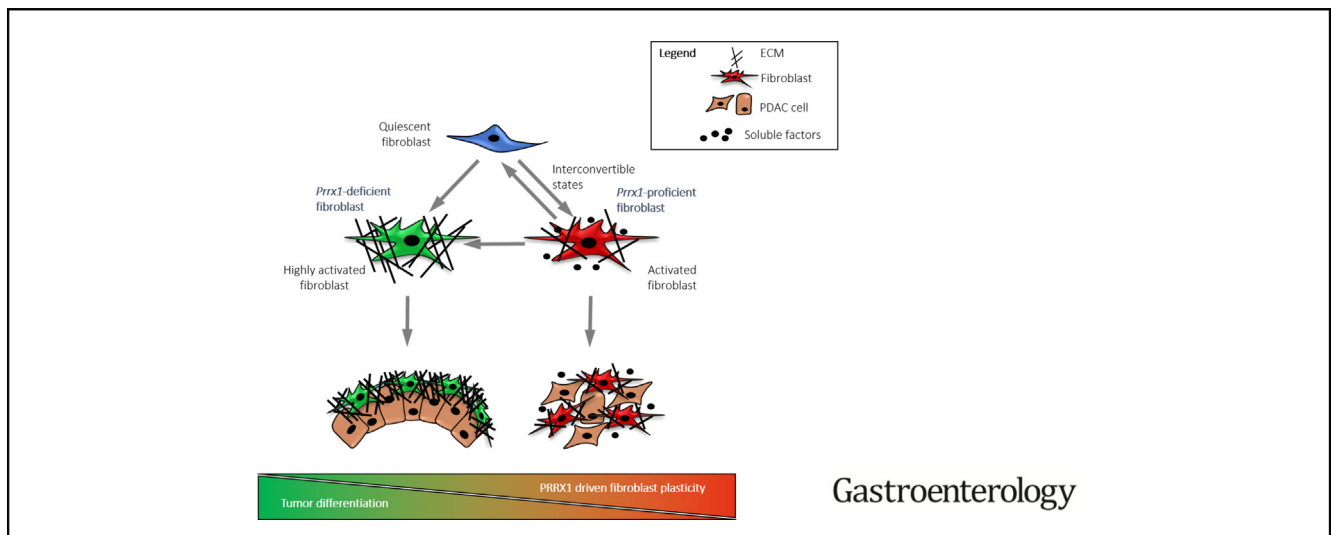 Legend
ECM
Fibroblast
PDAC cell
Soluble factors
Quiescent
fibroblast
Interconvertible
states
Prrx1-deficient
fibroblast
Prrx1-proficient
fibroblast
Highly activated
fibroblast
Activated
fibroblast
PRRX1 driven fibroblast plasticity
Tumor differentiation
Gastroenterology